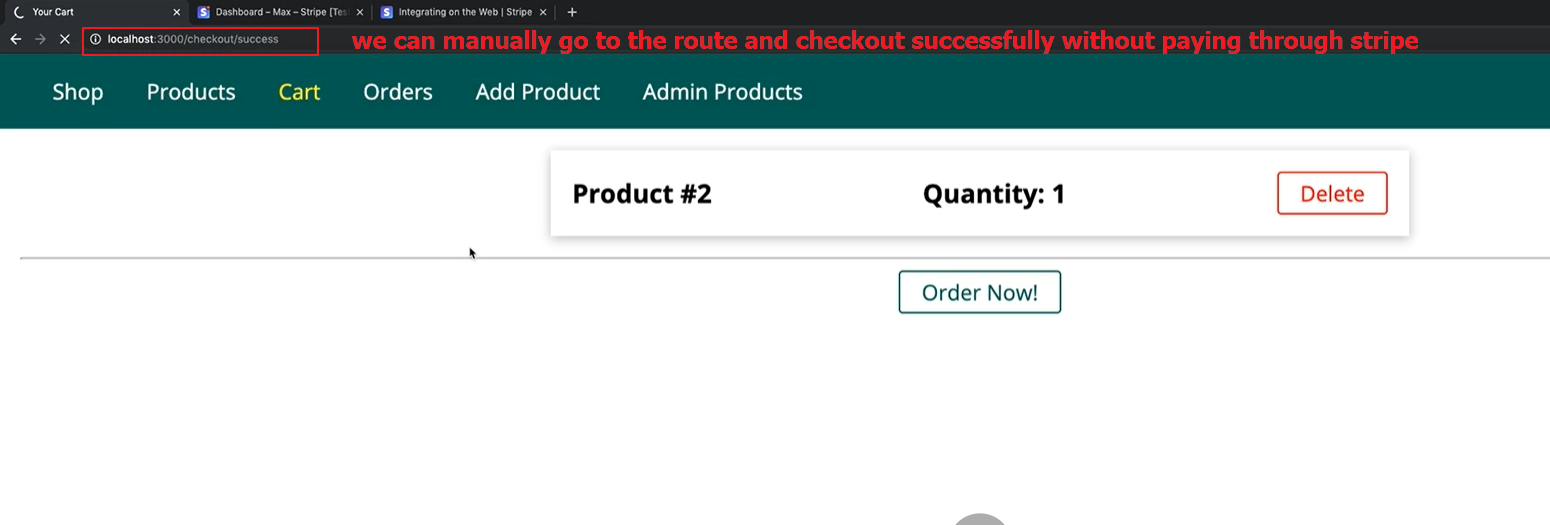 Your Cart
Dashboard – Max – Stripe [Tes
Integrating on the Web | Stripe
localhost:3000/checkout/success
we can manually go to the route and checkout successfully without paying through stripe
Shop Products Cart Orders Add Product Admin Products
Product #2 Quantity: 1 Delete
Order Now!